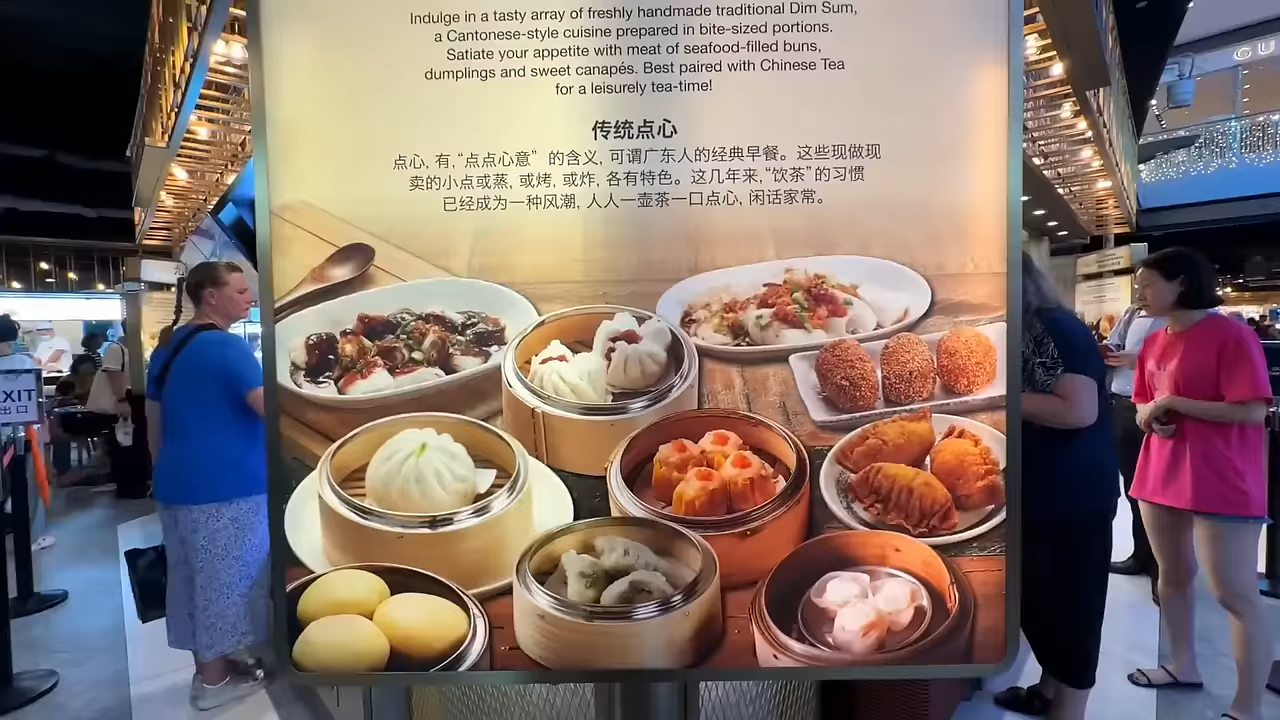 Indulge in a tasty array of freshly handmade traditional Dim Sum,
a Cantonese-style cuisine prepared in bite-sized portions.
Satiate your appetite with meat of seafood-filled buns,
dumplings and sweet canapés. Best paired with Chinese Tea
for a leisurely tea-time!
传统点心
点心, 有,“点点心意” 的含义, 可谓广东人的经典早餐。这些现做现
卖的小点或蒸, 或烤, 或炸, 各有特色。这几年来,“饮茶”的习惯
已经成为一种风潮, 人人一壶茶一口点心, 闲话家常。
EXIT
出口
GU